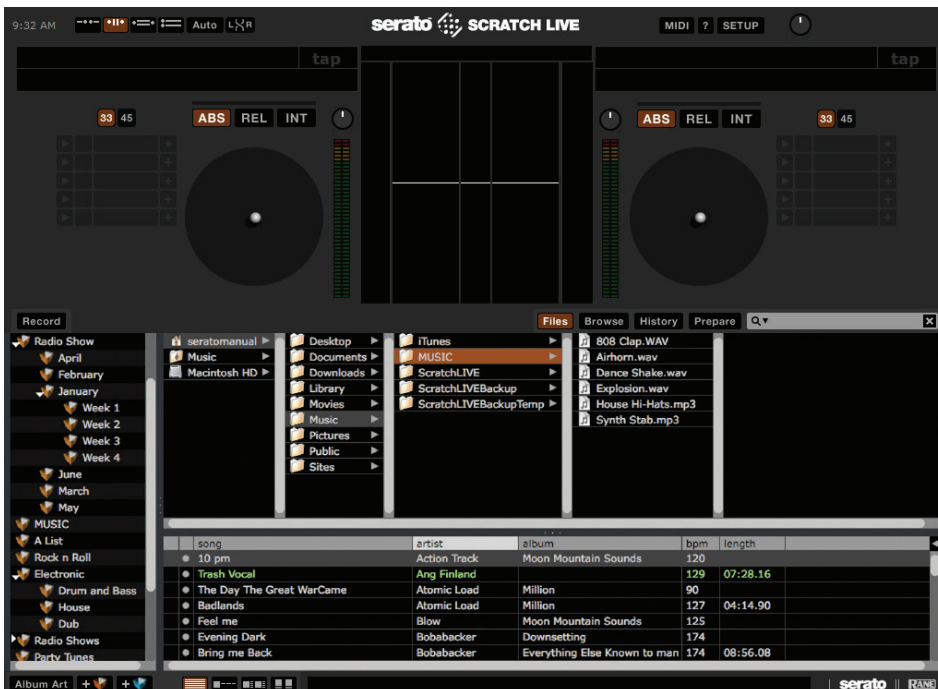 9:32 AM Auto L R serato SCRATCH LIVE MIDI ? SETUP
tap tap
33 45 ABS REL INT ABS REL INT 33 45
Record Files Browse History Prepare
Radio Show
April
February
January
Week 1
Week 2
Week 3
Week 4
June
March
May
MUSIC
A List
Rock n Roll
Electronic
Drum and Bass
House
Dub
Radio Shows
Party Tunes
seratomanual
Music
Macintosh HD
Desktop
Documents
Downloads
Library
Movies
Music
Pictures
Public
Sites
iTunes
MUSIC
ScratchLIVE
ScratchLIVEBackup
ScratchLIVEBackupTemp
808 Clap.WAV
Airhorn.wav
Dance Shake.wav
Explosion.wav
House Hi-Hats.mp3
Synth Stab.mp3
song artist album bpm length
10 pm Action Track Moon Mountain Sounds 120
Trash Vocal Ang Finland 129 07:28.16
The Day The Great WarCame Atomic Load Million 90
Badlands Atomic Load Million 127 04:14.90
Feel me Blow Moon Mountain Sounds 125
Evening Dark Bobabacker Downsetting 174
Bring me Back Bobabacker Everything Else Known to man 174 08:56.08
Album Art + + serato RANE